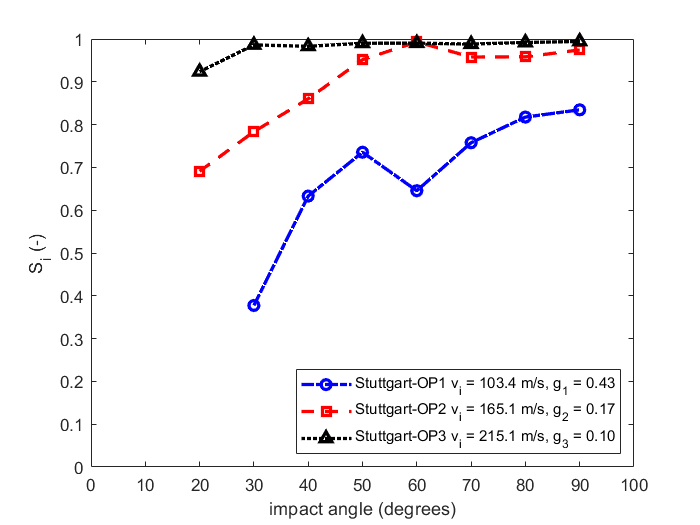 1
0.9
0.8
0.7
0.6
0.5
0.4
0.3
0.2
0.1
0
S_i (-)
Stuttgart-OP1 v_i = 103.4 m/s, g_1 = 0.43
Stuttgart-OP2 v_i = 165.1 m/s, g_2 = 0.17
Stuttgart-OP3 v_i = 215.1 m/s, g_3 = 0.10
0 10 20 30 40 50 60 70 80 90 100
impact angle (degrees)